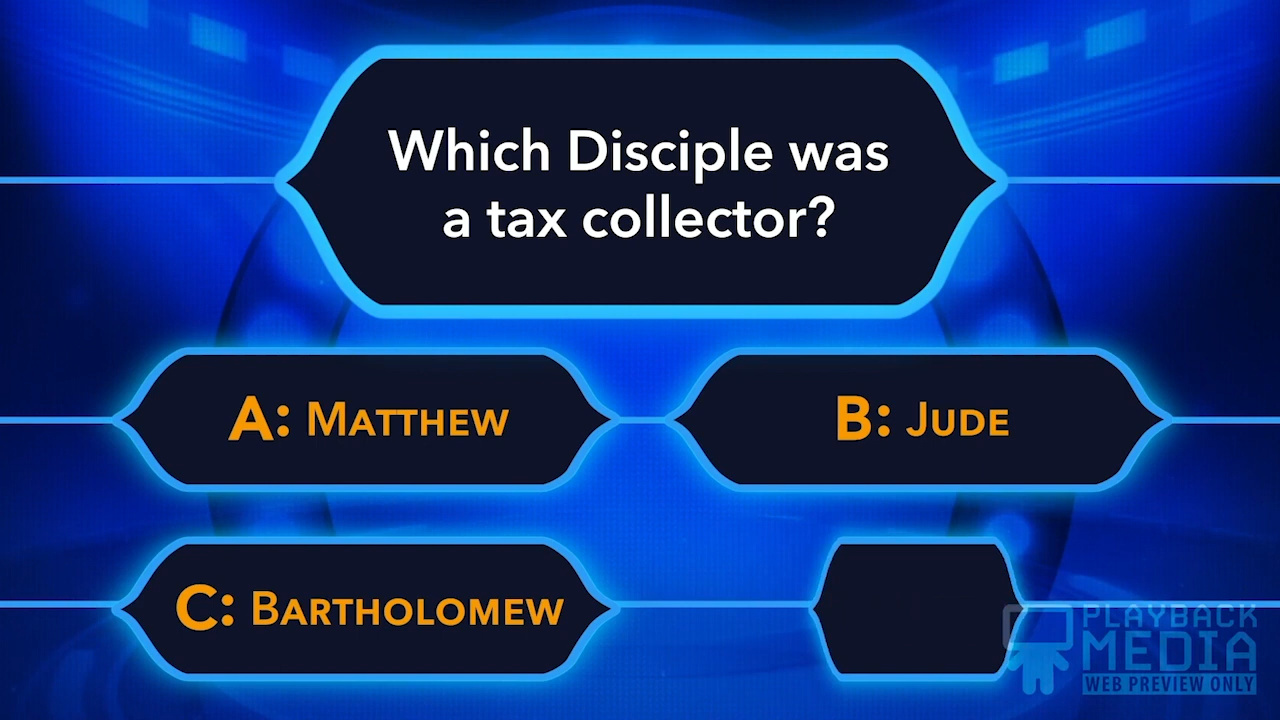 Which Disciple was
a tax collector?
A: Matthew
B: Jude
C: Bartholomew
PLAYBACK
MEDIA
WEB PREVIEW ONLY